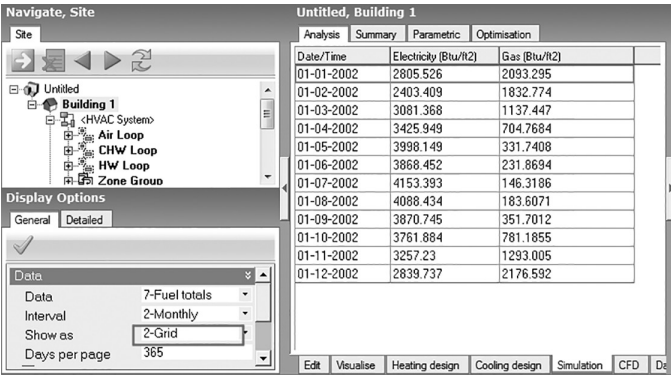 Navigate, Site
Site
Untitled
Building 1
<HVAC System>
Air Loop
CHW Loop
HW Loop
Zone Group
Display Options
General Detailed
Data
Data 7-Fuel totals
Interval 2-Monthly
Show as 2-Grid
Days per page 365
Untitled, Building 1
Analysis Summary Parametric Optimisation
Date/Time Electricity (Btu/ft2) Gas (Btu/ft2)
01-01-2002 2805.526 2093.295
01-02-2002 2403.409 1832.774
01-03-2002 3081.368 1137.447
01-04-2002 3425.949 704.7684
01-05-2002 3998.149 331.7408
01-06-2002 3868.452 231.8694
01-07-2002 4153.393 146.3186
01-08-2002 4088.434 183.6071
01-09-2002 3870.745 351.7012
01-10-2002 3761.884 781.1855
01-11-2002 3257.23 1293.005
01-12-2002 2839.737 2176.592
Edit Visualise Heating design Cooling design Simulation CFD